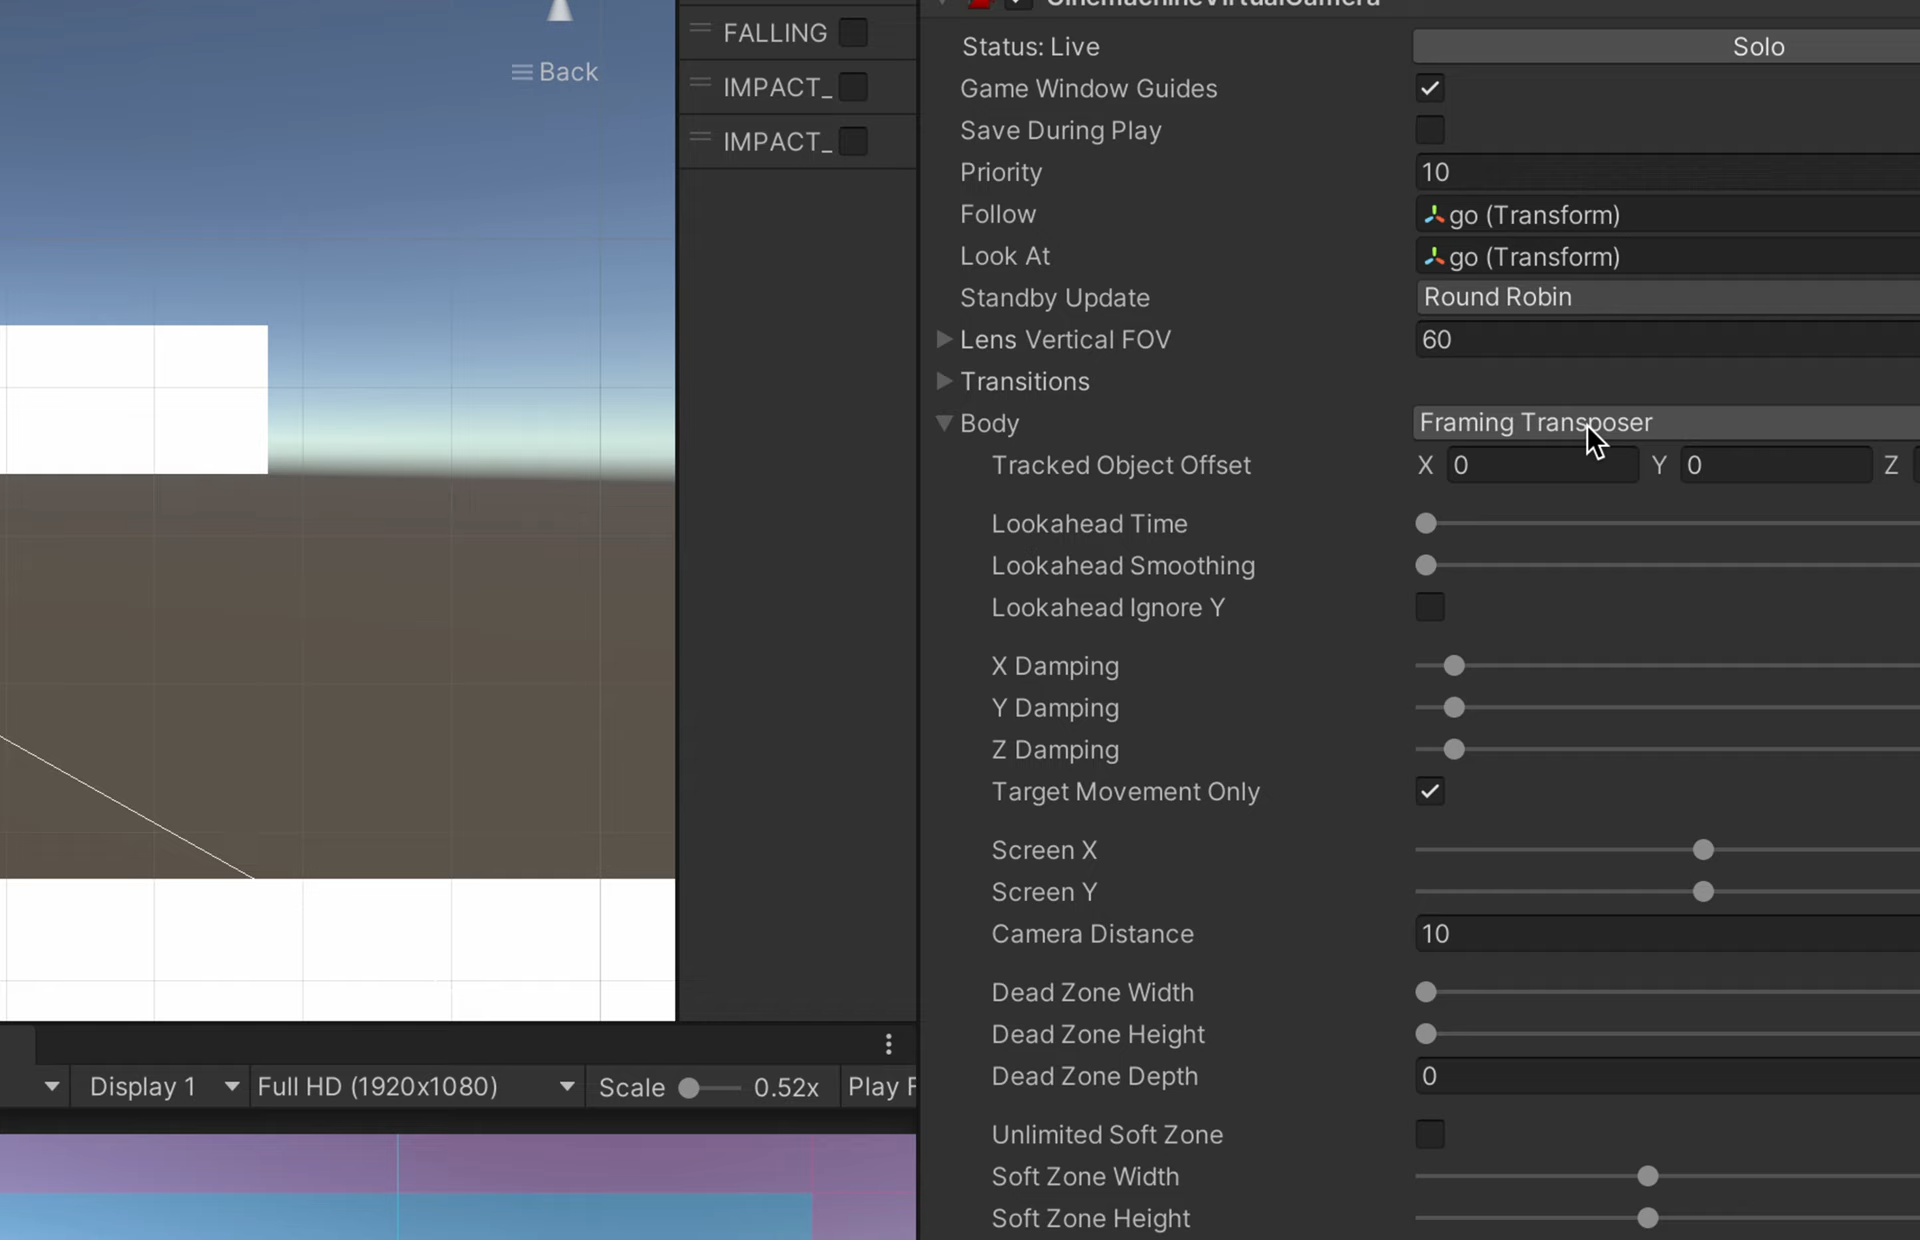 Back
FALLING
IMPACT_
IMPACT_
CinemachineVirtualCamera
Status: Live
Solo
Game Window Guides
Save During Play
Priority
10
Follow
go (Transform)
Look At
go (Transform)
Standby Update
Round Robin
Lens Vertical FOV
60
Transitions
Body
Framing Transposer
Tracked Object Offset
X 0 Y 0 Z
Lookahead Time
Lookahead Smoothing
Lookahead Ignore Y
X Damping
Y Damping
Z Damping
Target Movement Only
Screen X
Screen Y
Camera Distance
10
Dead Zone Width
Dead Zone Height
Dead Zone Depth
0
Unlimited Soft Zone
Soft Zone Width
Soft Zone Height
Display 1 Full HD (1920x1080) Scale 0.52x Play F